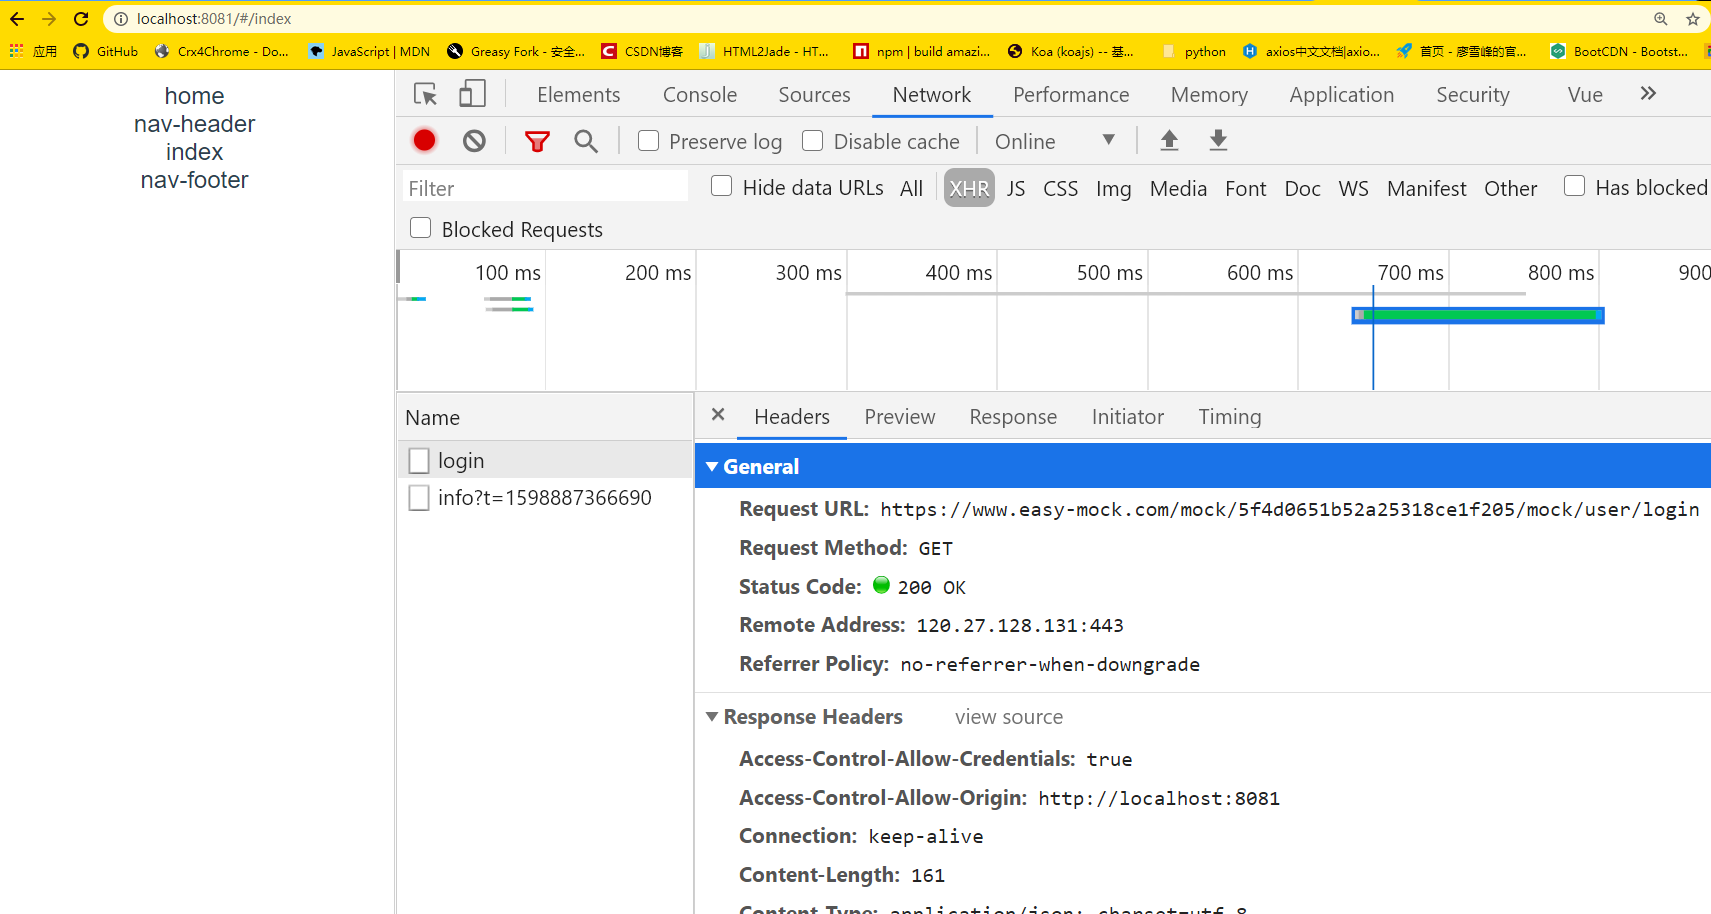 localhost:8081/#/index
应用 GitHub Crx4Chrome - Do... JavaScript | MDN Greasy Fork - 安全... CSDN博客 HTML2Jade - HT... npm | build amazi... Koa (koajs) -- 基... python axios中文文档|axio... 首页 - 廖雪峰的官... BootCDN - Bootst...
home
nav-header
index
nav-footer
Elements Console Sources Network Performance Memory Application Security Vue
Preserve log Disable cache Online
Filter Hide data URLs All XHR JS CSS Img Media Font Doc WS Manifest Other Has blocked
Blocked Requests
100 ms 200 ms 300 ms 400 ms 500 ms 600 ms 700 ms 800 ms 900
Name
login
info?t=1598887366690
Headers Preview Response Initiator Timing
General
Request URL: https://www.easy-mock.com/mock/5f4d0651b52a25318ce1f205/mock/user/login
Request Method: GET
Status Code: 200 OK
Remote Address: 120.27.128.131:443
Referrer Policy: no-referrer-when-downgrade
Response Headers view source
Access-Control-Allow-Credentials: true
Access-Control-Allow-Origin: http://localhost:8081
Connection: keep-alive
Content-Length: 161
Content-Type: application/json; charset=utf-8